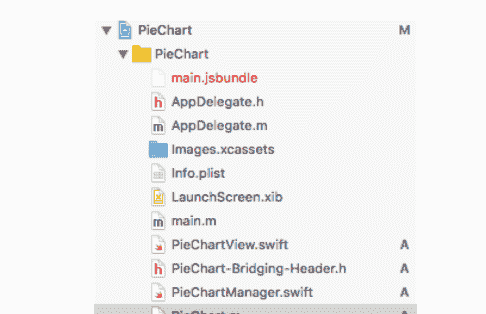 PieChart M
PieChart
main.jsbundle
h AppDelegate.h
m AppDelegate.m
Images.xcassets
Info.plist
LaunchScreen.xib
m main.m
PieChartView.swift A
h PieChart-Bridging-Header.h A
PieChartManager.swift A